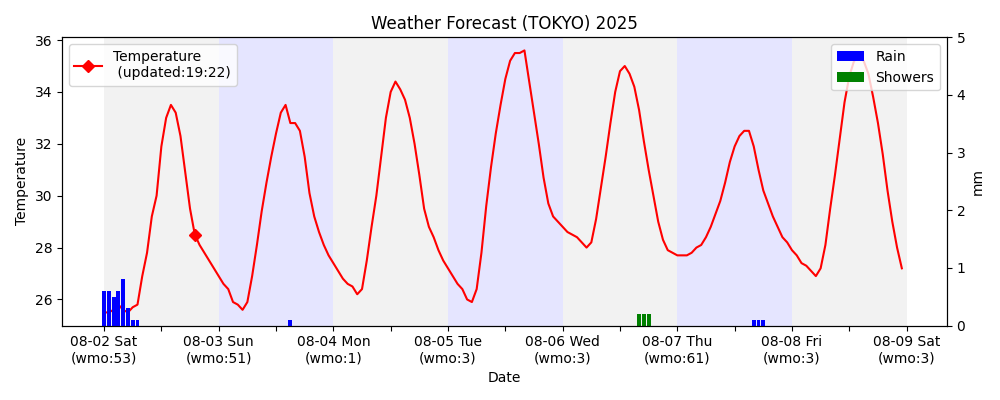 Weather Forecast (TOKYO) 2025
Temperature
(updated:19:22)
Rain
Showers
Temperature
36
34
32
30
28
26
5
4
3
2
1
0
mm
08-02 Sat
(wmo:53)
08-03 Sun
(wmo:51)
08-04 Mon
(wmo:1)
08-05 Tue
(wmo:3)
08-06 Wed
(wmo:3)
08-07 Thu
(wmo:61)
08-08 Fri
(wmo:3)
08-09 Sat
(wmo:3)
Date